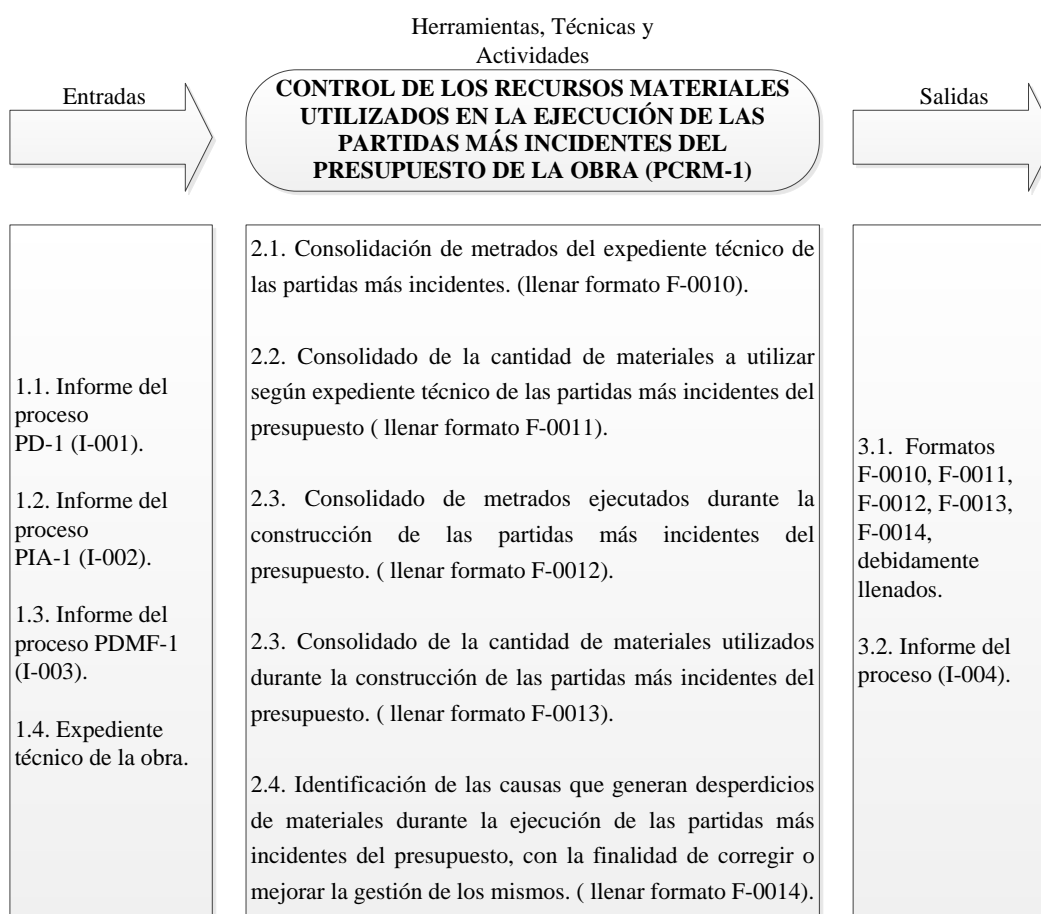 Herramientas, Técnicas y
Actividades
Entradas
CONTROL DE LOS RECURSOS MATERIALES
UTILIZADOS EN LA EJECUCIÓN DE LAS
PARTIDAS MÁS INCIDENTES DEL
PRESUPUESTO DE LA OBRA (PCRM-1)
Salidas
1.1. Informe del
proceso
PD-1 (I-001).
1.2. Informe del
proceso
PIA-1 (I-002).
1.3. Informe del
proceso PDMF-1
(I-003).
1.4. Expediente
técnico de la obra.
2.1. Consolidación de metrados del expediente técnico de
las partidas más incidentes. (llenar formato F-0010).
2.2. Consolidado de la cantidad de materiales a utilizar
según expediente técnico de las partidas más incidentes del
presupuesto ( llenar formato F-0011).
2.3. Consolidado de metrados ejecutados durante la
construcción de las partidas más incidentes del
presupuesto. ( llenar formato F-0012).
2.3. Consolidado de la cantidad de materiales utilizados
durante la construcción de las partidas más incidentes del
presupuesto. ( llenar formato F-0013).
2.4. Identificación de las causas que generan desperdicios
de materiales durante la ejecución de las partidas más
incidentes del presupuesto, con la finalidad de corregir o
mejorar la gestión de los mismos. ( llenar formato F-0014).
3.1. Formatos
F-0010, F-0011,
F-0012, F-0013,
F-0014,
debidamente
llenados.
3.2. Informe del
proceso (I-004).